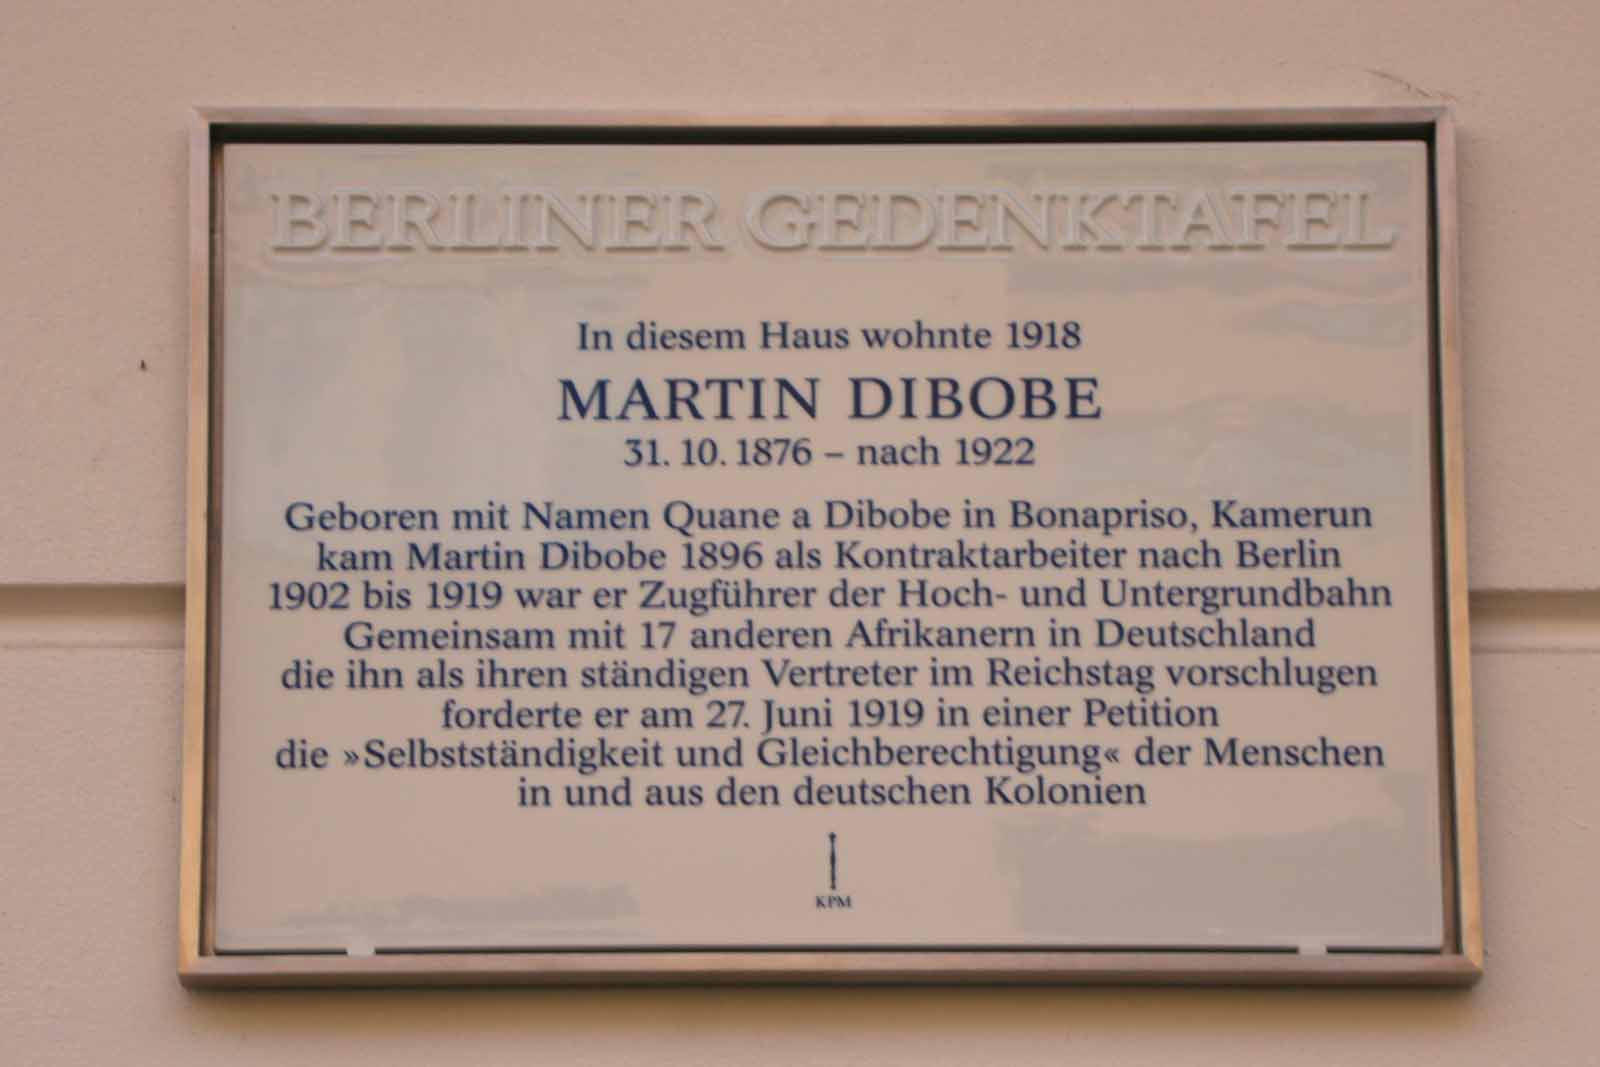 BERLINER GEDENKTAFEL
In diesem Haus wohnte 1918
MARTIN DIBOBE
31. 10. 1876 – nach 1922
Geboren mit Namen Quane a Dibobe in Bonapriso, Kamerun
kam Martin Dibobe 1896 als Kontraktarbeiter nach Berlin
1902 bis 1919 war er Zugführer der Hoch- und Untergrundbahn
Gemeinsam mit 17 anderen Afrikanern in Deutschland
die ihn als ihren ständigen Vertreter im Reichstag vorschlugen
forderte er am 27. Juni 1919 in einer Petition
die »Selbstständigkeit und Gleichberechtigung« der Menschen
in und aus den deutschen Kolonien
KPM